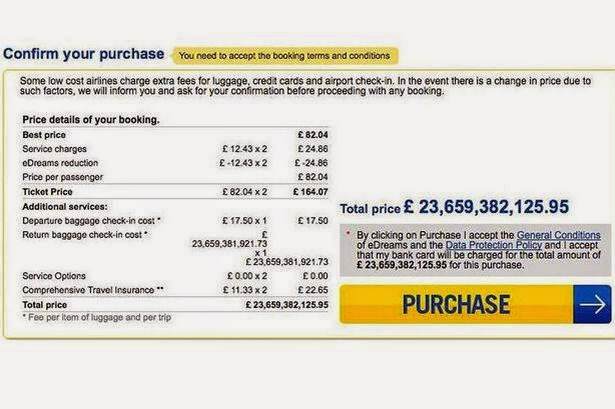 Confirm your purchase You need to accept the booking terms and conditions
Some low cost airlines charge extra fees for luggage, credit cards and airport check-in. In the event there is a change in price due to
such factors, we will inform you and ask for your confirmation before proceeding with any booking.
Price details of your booking.
Best price £ 82.04
Service charges £ 12.43 x 2 £ 24.86
eDreams reduction £ -12.43 x 2 £ -24.86
Price per passenger £ 82.04
Ticket Price £ 82.04 x 2 £ 164.07
Additional services:
Departure baggage check-in cost * £ 17.50 x 1 £ 17.50
Return baggage check-in cost * £
23,659,381,921.73
x 1
£ 23,659,381,921.73
Service Options £ 0.00 x 2 £ 0.00
Comprehensive Travel Insurance ** £ 11.33 x 2 £ 22.65
Total price £ 23,659,382,125.95
* Fee per item of luggage and per trip
Total price £ 23,659,382,125.95
* By clicking on Purchase I accept the General Conditions
of eDreams and the Data Protection Policy and I accept
that my bank card will be charged for the total amount of
£ 23,659,382,125.95 for this purchase.
PURCHASE